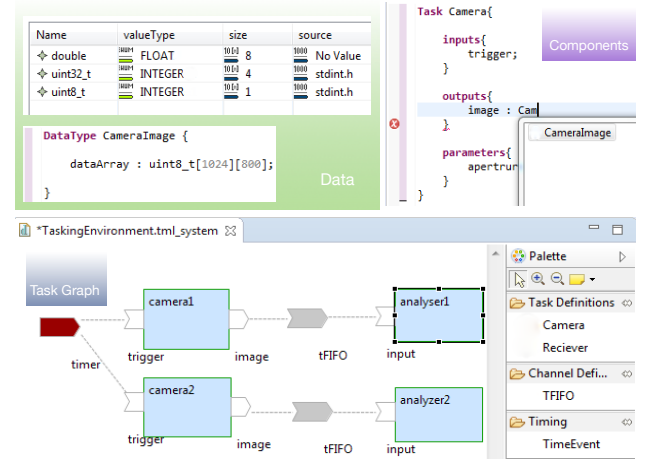 Name valueType size source
double FLOAT 8 No Value
uint32_t INTEGER 4 stdint.h
uint8_t INTEGER 1 stdint.h
DataType CameraImage {
dataArray : uint8_t[1024][800];
}
Data
Task Camera{
inputs{
trigger;
}
Components
outputs{
image : Cam
}
CameraImage
parameters{
apertrur
}
}
*TaskingEnvironment.tml_system
Task Graph
timer
camera1
trigger
image
tFIFO
analyser1
input
camera2
trigger
image
tFIFO
analyzer2
input
Palette
Task Definitions
Camera
Reciever
Channel Defi...
TFIFO
Timing
TimeEvent